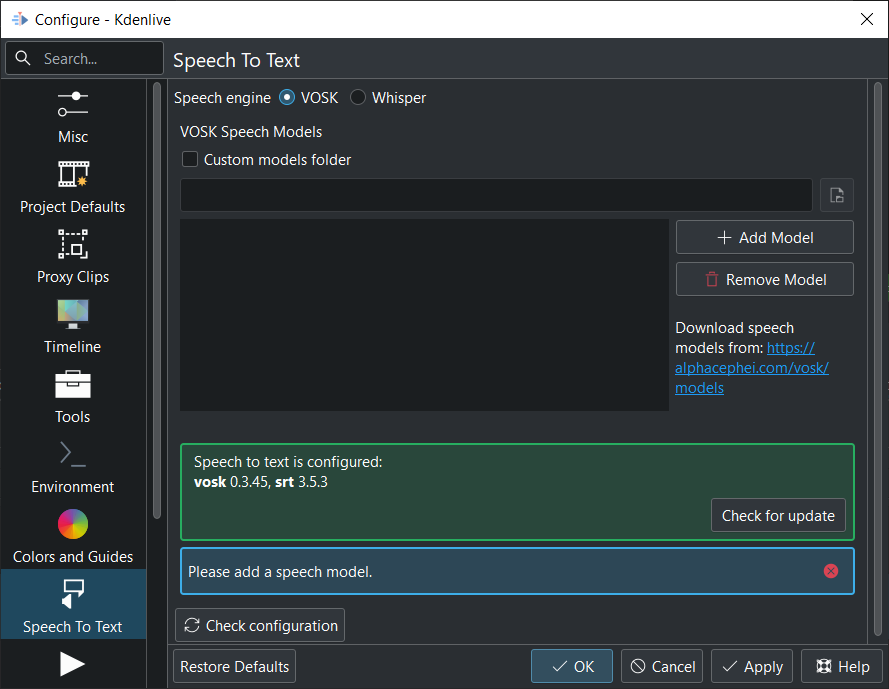 Configure - Kdenlive
Search...
Speech To Text
Misc
Project Defaults
Proxy Clips
Timeline
Tools
Environment
Colors and Guides
Speech To Text
Speech engine VOSK Whisper
VOSK Speech Models
Custom models folder
Add Model
Remove Model
Download speech
models from: https://
alphacephei.com/vosk/
models
Speech to text is configured:
vosk 0.3.45, srt 3.5.3
Check for update
Please add a speech model.
Check configuration
Restore Defaults
OK
Cancel
Apply
Help